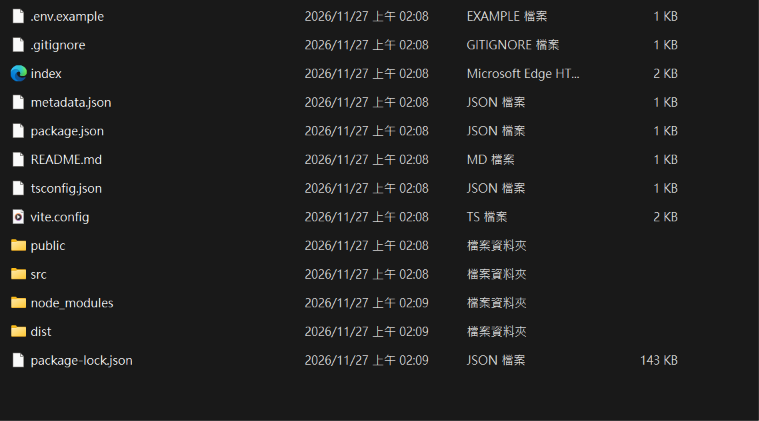 .env.example 2026/11/27 上午 02:08 EXAMPLE 檔案 1 KB
.gitignore 2026/11/27 上午 02:08 GITIGNORE 檔案 1 KB
index 2026/11/27 上午 02:08 Microsoft Edge HT... 2 KB
metadata.json 2026/11/27 上午 02:08 JSON 檔案 1 KB
package.json 2026/11/27 上午 02:08 JSON 檔案 1 KB
README.md 2026/11/27 上午 02:08 MD 檔案 1 KB
tsconfig.json 2026/11/27 上午 02:08 JSON 檔案 1 KB
vite.config 2026/11/27 上午 02:08 TS 檔案 2 KB
public 2026/11/27 上午 02:08 檔案資料夾
src 2026/11/27 上午 02:08 檔案資料夾
node_modules 2026/11/27 上午 02:09 檔案資料夾
dist 2026/11/27 上午 02:09 檔案資料夾
package-lock.json 2026/11/27 上午 02:09 JSON 檔案 143 KB